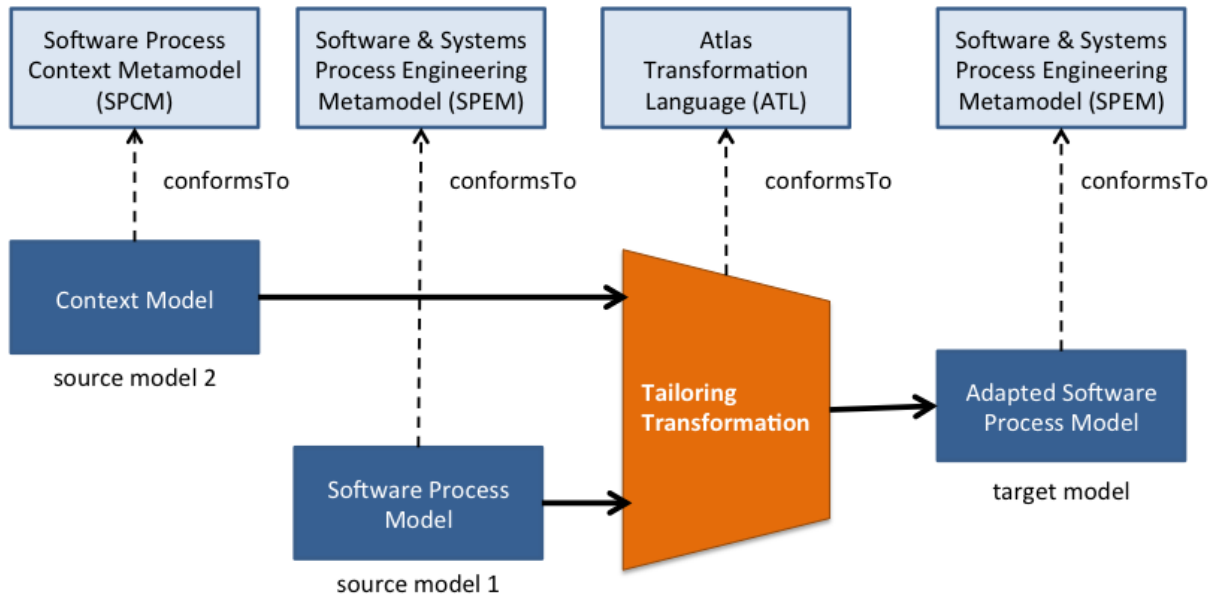 Software Process
Context Metamodel
(SPCM)
Software & Systems
Process Engineering
Metamodel (SPEM)
Atlas
Transformation
Language (ATL)
Software & Systems
Process Engineering
Metamodel (SPEM)
conformsTo
conformsTo
conformsTo
conformsTo
Context Model
source model 2
Software Process
Model
source model 1
Tailoring
Transformation
Adapted Software
Process Model
target model